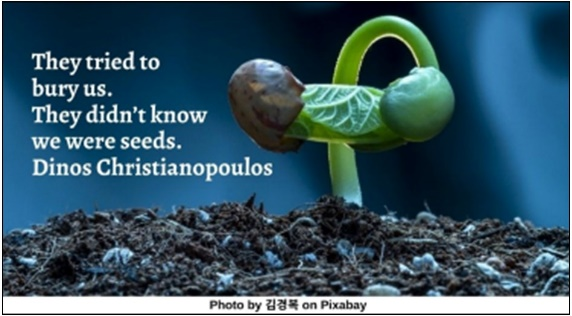 They tried to
bury us.
They didn’t know
we were seeds.
Dinos Christianopoulos
Photo by 김경복 on Pixabay